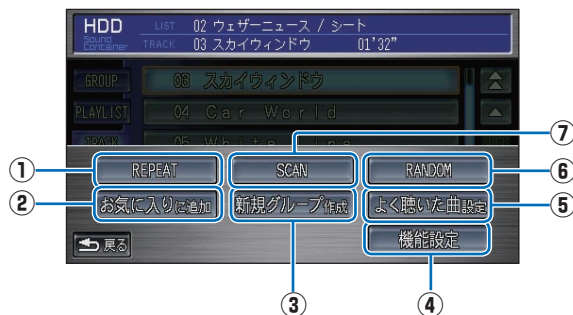 HDD LIST 02 ウェザーニュース / シート
Sound Container TRACK 03 スカイウィンドウ 01'32”
GROUP 03 スカイウィンドウ
PLAYLIST 04 Car World
TRACK 05
⑦
① REPEAT SCAN RANDOM ⑥
② お気に入りに追加 新規グループ作成 よく聴いた曲設定 ⑤
戻る 機能設定
③ ④